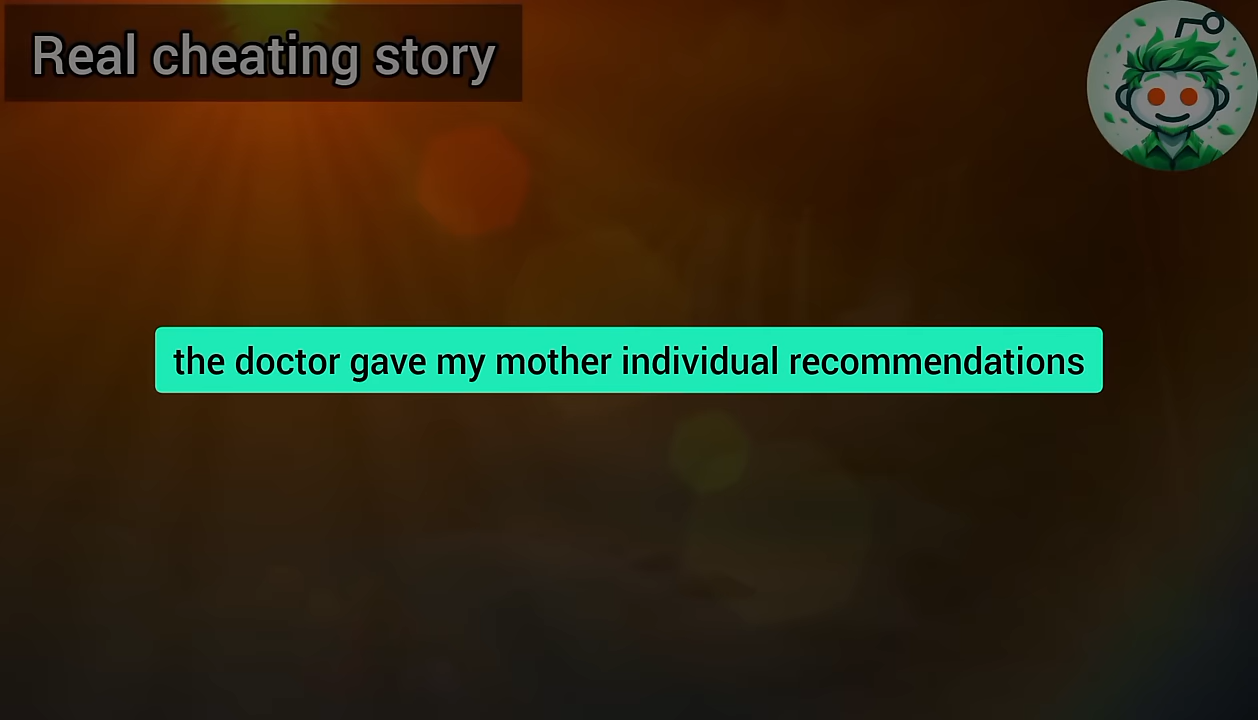 Real cheating story
the doctor gave my mother individual recommendations